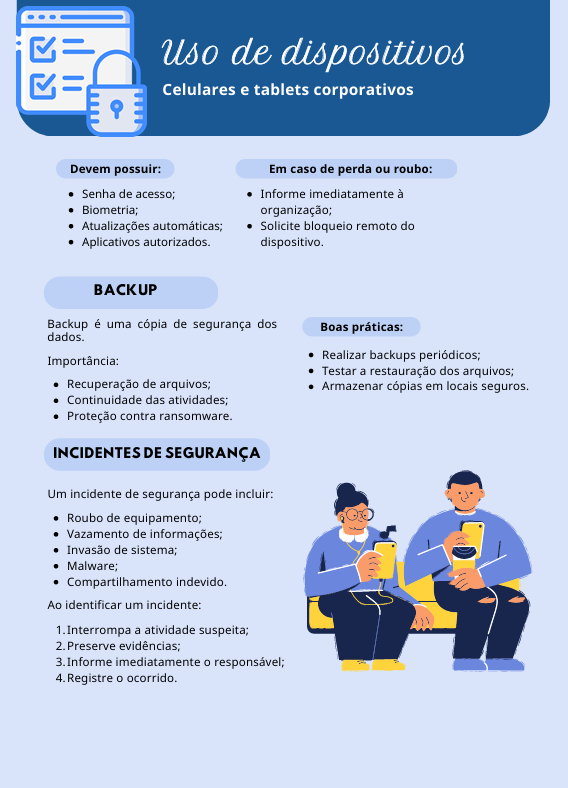 Uso de dispositivos
Celulares e tablets corporativos
Devem possuir:
• Senha de acesso;
• Biometria;
• Atualizações automáticas;
• Aplicativos autorizados.
Em caso de perda ou roubo:
• Informe imediatamente à
organização;
• Solicite bloqueio remoto do
dispositivo.
BACKUP
Backup é uma cópia de segurança dos
dados.
Importância:
• Recuperação de arquivos;
• Continuidade das atividades;
• Proteção contra ransomware.
Boas práticas:
• Realizar backups periódicos;
• Testar a restauração dos arquivos;
• Armazenar cópias em locais seguros.
INCIDENTES DE SEGURANÇA
Um incidente de segurança pode incluir:
• Roubo de equipamento;
• Vazamento de informações;
• Invasão de sistema;
• Malware;
• Compartilhamento indevido.
Ao identificar um incidente:
1. Interrompa a atividade suspeita;
2. Preserve evidências;
3. Informe imediatamente o responsável;
4. Registre o ocorrido.